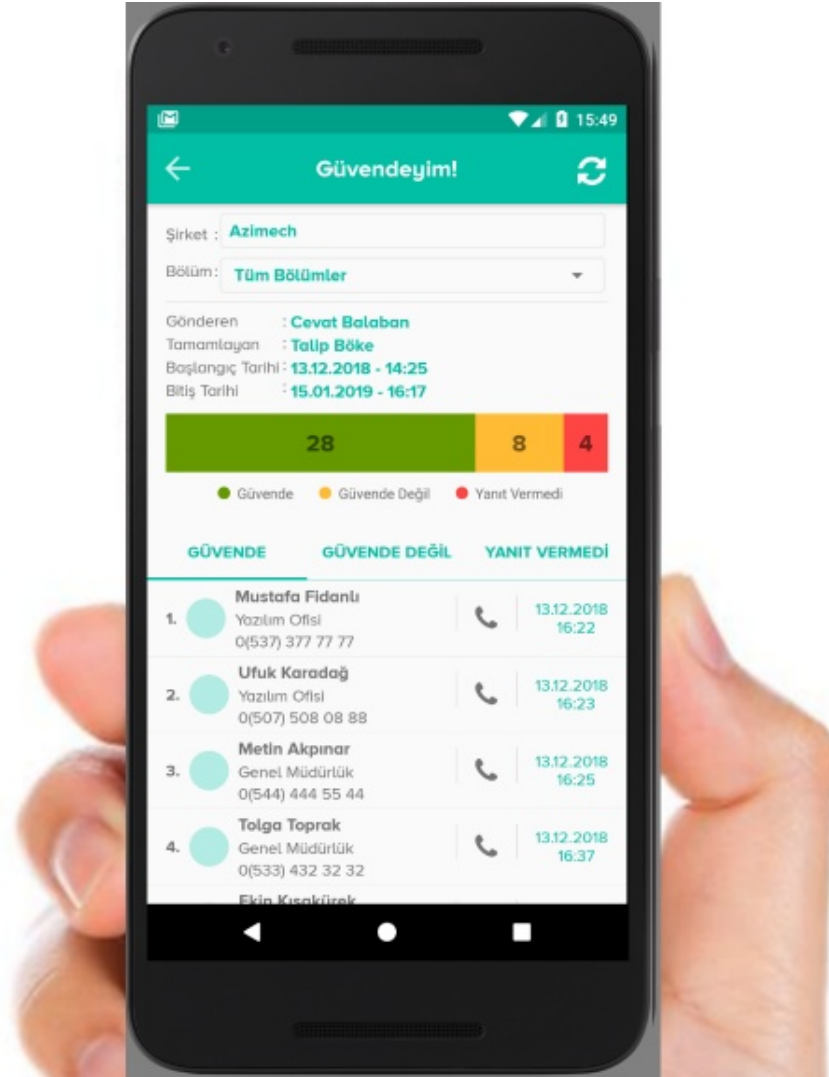 15:49
Güvendeyim!
Şirket : Azimech
Bölüm: Tüm Bölümler
Gönderen : Cevat Balaban
Tamamlayan : Talip Böke
Başlangıç Tarihi : 13.12.2018 - 14:25
Bitiş Tarihi : 15.01.2019 - 16:17
28 8 4
Güvende Güvende Değil Yanıt Vermedi
GÜVENDE GÜVENDE DEĞİL YANIT VERMEDİ
Mustafa Fidanlı
1. Yazılım Ofisi 13.12.2018
0(537) 377 77 77 16:22
Ufuk Karadağ
2. Yazılım Ofisi 13.12.2018
0(507) 508 08 88 16:23
Metin Akpınar
3. Genel Müdürlük 13.12.2018
0(544) 444 55 44 16:25
Tolga Toprak
4. Genel Müdürlük 13.12.2018
0(533) 432 32 32 16:37
Ekin Kısakürek